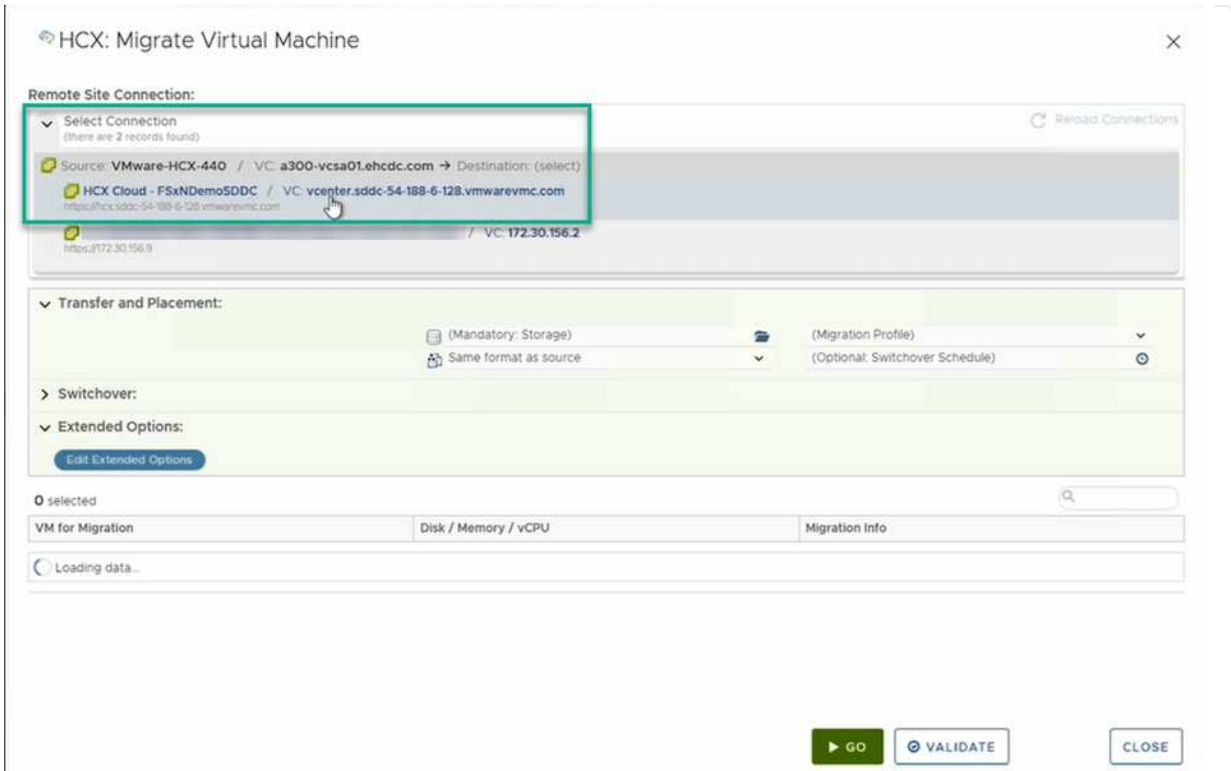 HCX: Migrate Virtual Machine
Remote Site Connection:
Select Connection
(there are 2 records found)
Reload Connections
Source: VMware-HCX-440 / VC: a300-vcsa01.ehcdc.com → Destination: (select)
HCX Cloud - FSxNDemoSDDC / VC: vcenter.sddc-54-188-6-128.vmwarevmc.com
https://hcx.sddc-54-188-6-128.vmwarevmc.com
/ VC: 172.30.156.2
https://172.30.156.9
Transfer and Placement:
(Mandatory: Storage) (Migration Profile)
Same format as source (Optional: Switchover Schedule)
Switchover:
Extended Options:
Edit Extended Options
0 selected
VM for Migration Disk / Memory / vCPU Migration Info
Loading data...
GO VALIDATE CLOSE